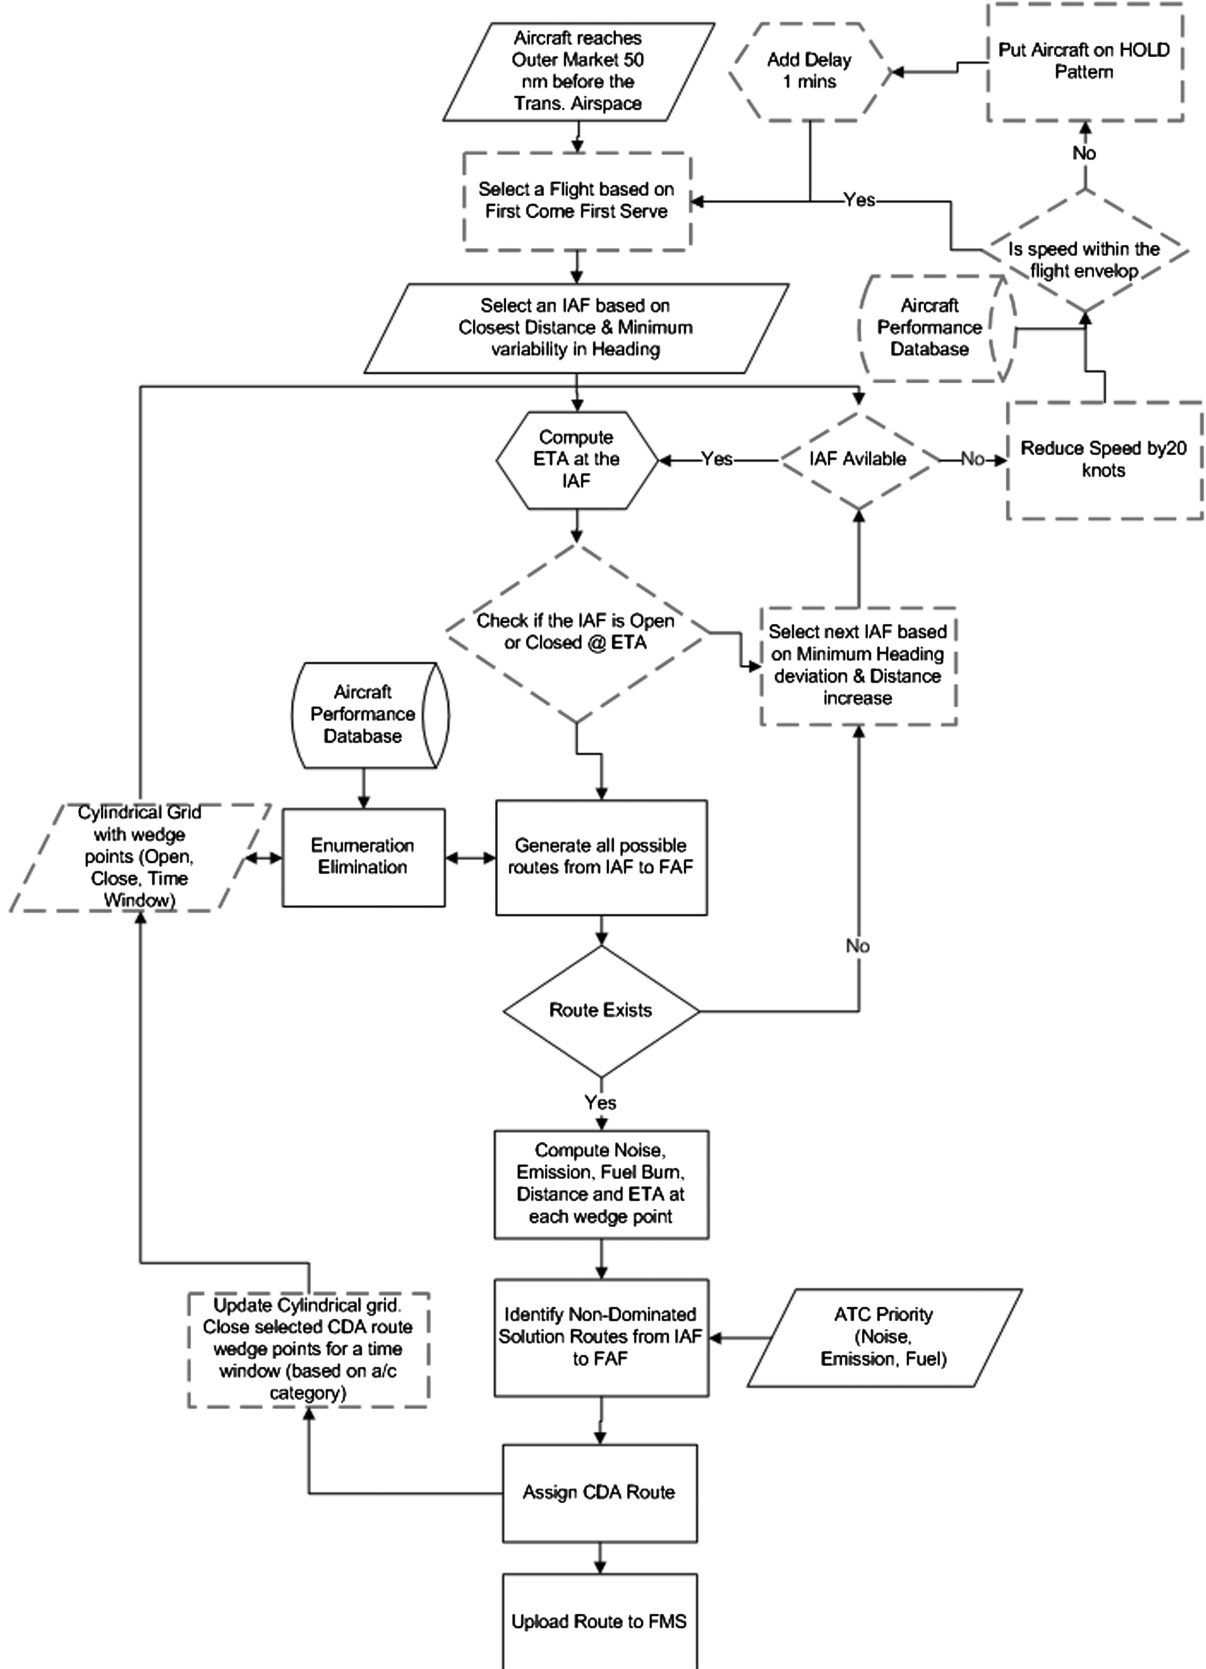 Aircraft reaches
Outer Market 50
nm before the
Trans. Airspace
Add Delay
1 mins
Put Aircraft on HOLD
Pattern
No
Select a Flight based on
First Come First Serve
Yes
Is speed within the
flight envelop
Select an IAF based on
Closest Distance & Minimum
variability in Heading
Aircraft
Performance
Database
Compute
ETA at the
IAF
Yes
IAF Avilable
No
Reduce Speed by20
knots
Check if the IAF is Open
or Closed @ ETA
Select next IAF based
on Minimum Heading
deviation & Distance
increase
Aircraft
Performance
Database
Cylindrical Grid
with wedge
points (Open,
Close, Time
Window)
Enumeration
Elimination
Generate all possible
routes from IAF to FAF
No
Route Exists
Yes
Compute Noise,
Emission, Fuel Burn,
Distance and ETA at
each wedge point
Update Cylindrical grid.
Close selected CDA route
wedge points for a time
window (based on a/c
category)
Identify Non-Dominated
Solution Routes from IAF
to FAF
ATC Priority
(Noise,
Emission, Fuel)
Assign CDA Route
Upload Route to FMS